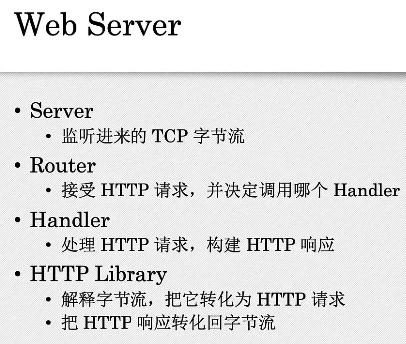 Web Server
• Server
• 监听进来的 TCP 字节流
• Router
• 接受 HTTP 请求，并决定调用哪个 Handler
• Handler
• 处理 HTTP 请求，构建 HTTP 响应
• HTTP Library
• 解释字节流，把它转化为 HTTP 请求
• 把 HTTP 响应转化回字节流